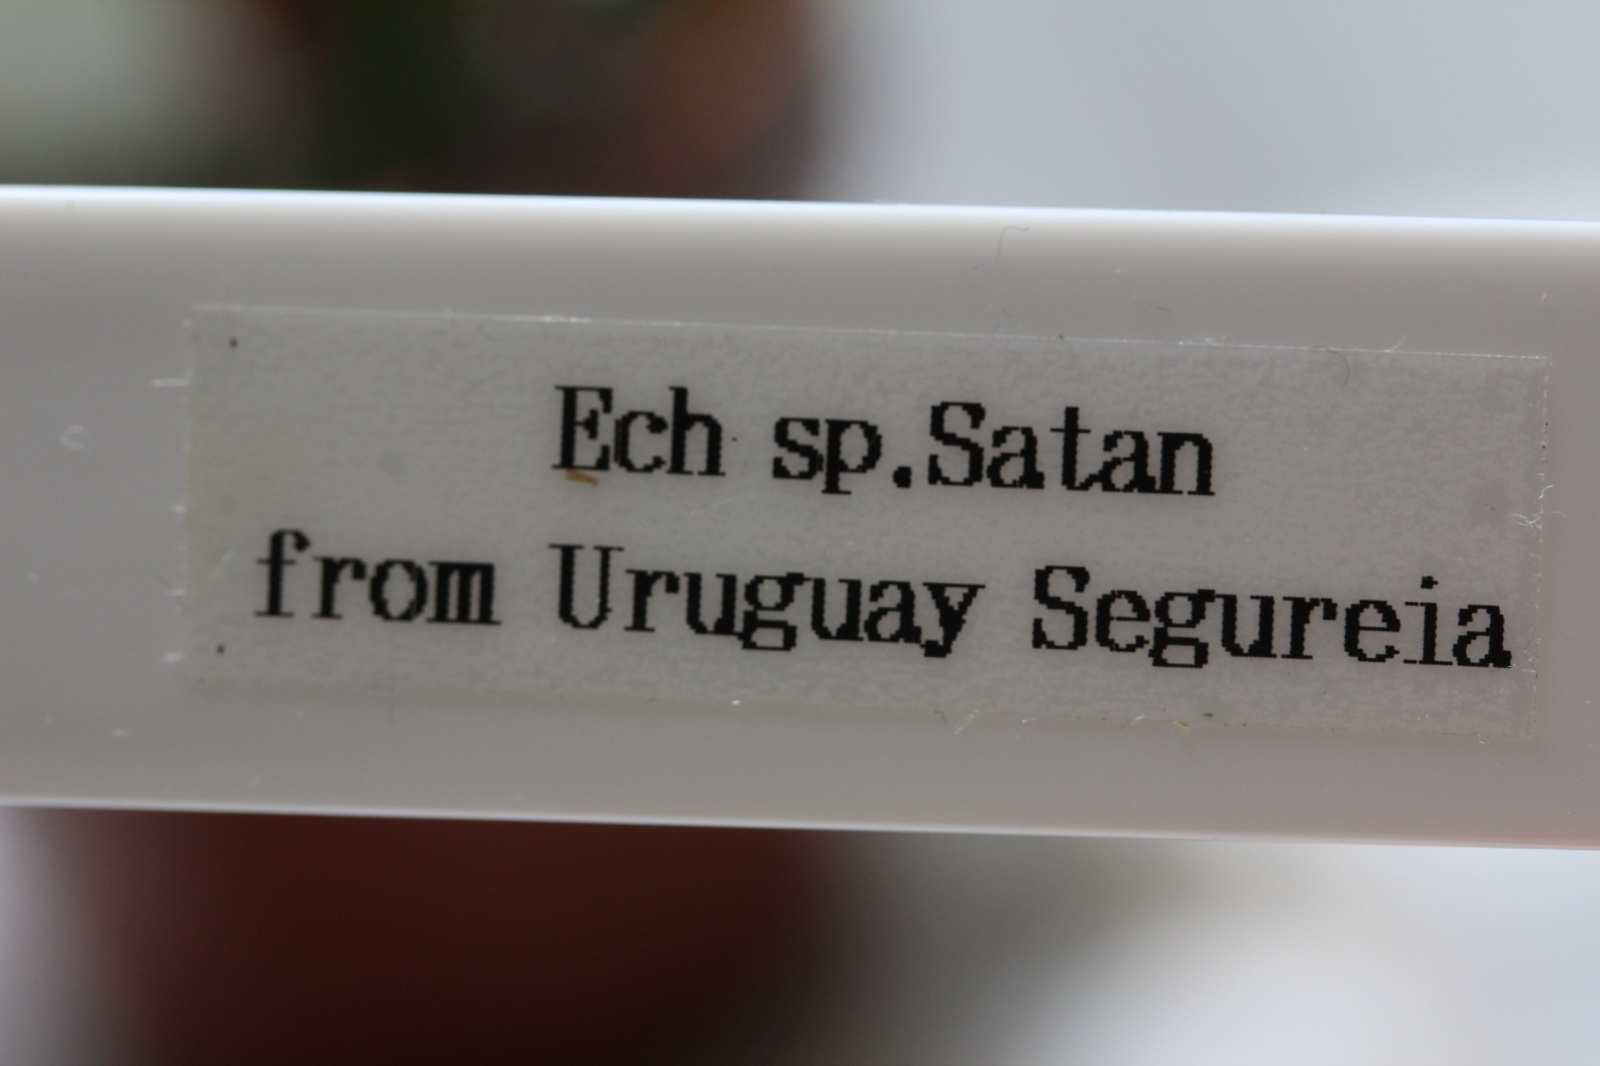 Ech sp.Satan
from Uruguay Segureia